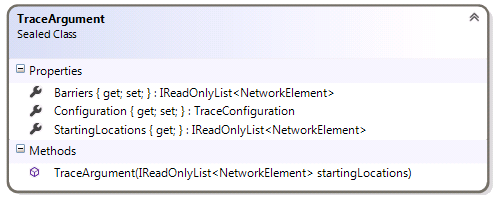 TraceArgument
Sealed Class
Properties
Barriers { get; set; } : IReadOnlyList<NetworkElement>
Configuration { get; set; } : TraceConfiguration
StartingLocations { get; } : IReadOnlyList<NetworkElement>
Methods
TraceArgument(IReadOnlyList<NetworkElement> startingLocations)